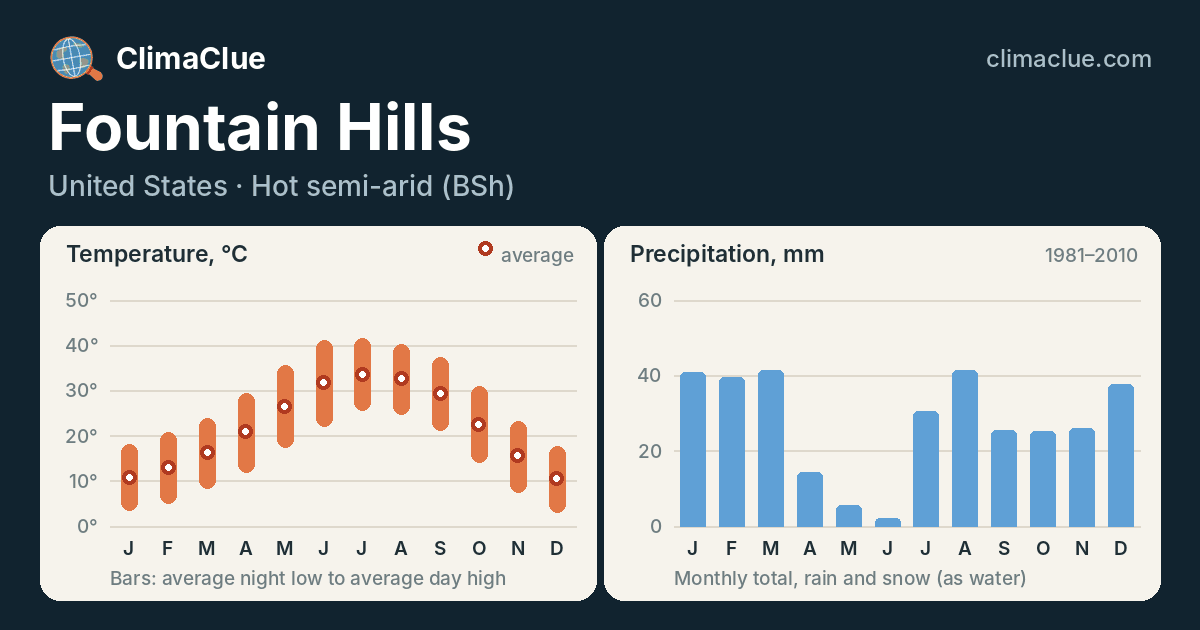 ClimaClue
climaclue.com
Fountain Hills
United States · Hot semi-arid (BSh)
Temperature, °C
average
50°
40°
30°
20°
10°
0°
J F M A M J J A S O N D
Bars: average night low to average day high
Precipitation, mm
1981–2010
60
40
20
0
J F M A M J J A S O N D
Monthly total, rain and snow (as water)